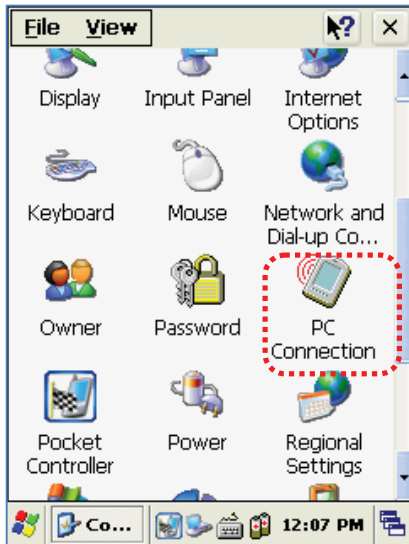 File View ?
Display Input Panel Internet
Options
Keyboard Mouse Network and
Dial-up Co...
Owner Password PC
Connection
Pocket Power Regional
Controller Settings
Co... 12:07 PM